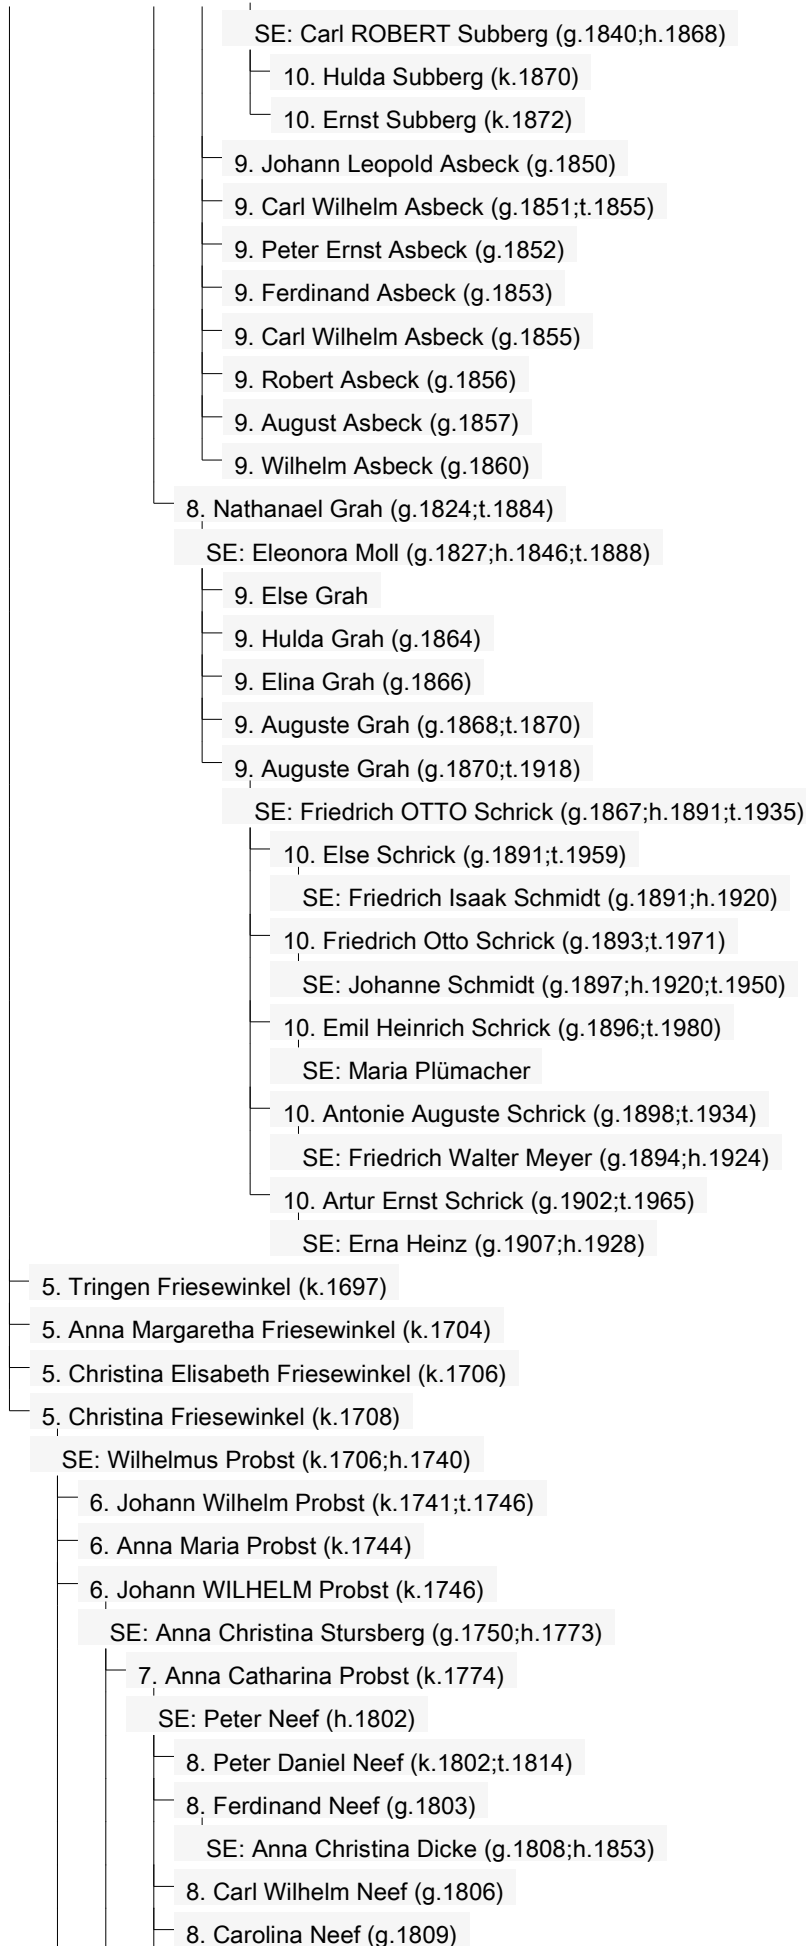 SE: Carl ROBERT Subberg (g.1840;h.1868)
10. Hulda Subberg (k.1870)
10. Ernst Subberg (k.1872)
9. Johann Leopold Asbeck (g.1850)
9. Carl Wilhelm Asbeck (g.1851;t.1855)
9. Peter Ernst Asbeck (g.1852)
9. Ferdinand Asbeck (g.1853)
9. Carl Wilhelm Asbeck (g.1855)
9. Robert Asbeck (g.1856)
9. August Asbeck (g.1857)
9. Wilhelm Asbeck (g.1860)
8. Nathanael Grah (g.1824;t.1884)
SE: Eleonora Moll (g.1827;h.1846;t.1888)
9. Else Grah
9. Hulda Grah (g.1864)
9. Elina Grah (g.1866)
9. Auguste Grah (g.1868;t.1870)
9. Auguste Grah (g.1870;t.1918)
SE: Friedrich OTTO Schrick (g.1867;h.1891;t.1935)
10. Else Schrick (g.1891;t.1959)
SE: Friedrich Isaak Schmidt (g.1891;h.1920)
10. Friedrich Otto Schrick (g.1893;t.1971)
SE: Johanne Schmidt (g.1897;h.1920;t.1950)
10. Emil Heinrich Schrick (g.1896;t.1980)
SE: Maria Plümacher
10. Antonie Auguste Schrick (g.1898;t.1934)
SE: Friedrich Walter Meyer (g.1894;h.1924)
10. Artur Ernst Schrick (g.1902;t.1965)
SE: Erna Heinz (g.1907;h.1928)
5. Tringen Friesewinkel (k.1697)
5. Anna Margaretha Friesewinkel (k.1704)
5. Christina Elisabeth Friesewinkel (k.1706)
5. Christina Friesewinkel (k.1708)
SE: Wilhelmus Probst (k.1706;h.1740)
6. Johann Wilhelm Probst (k.1741;t.1746)
6. Anna Maria Probst (k.1744)
6. Johann WILHELM Probst (k.1746)
SE: Anna Christina Stursberg (g.1750;h.1773)
7. Anna Catharina Probst (k.1774)
SE: Peter Neef (h.1802)
8. Peter Daniel Neef (k.1802;t.1814)
8. Ferdinand Neef (g.1803)
SE: Anna Christina Dicke (g.1808;h.1853)
8. Carl Wilhelm Neef (g.1806)
8. Carolina Neef (g.1809)